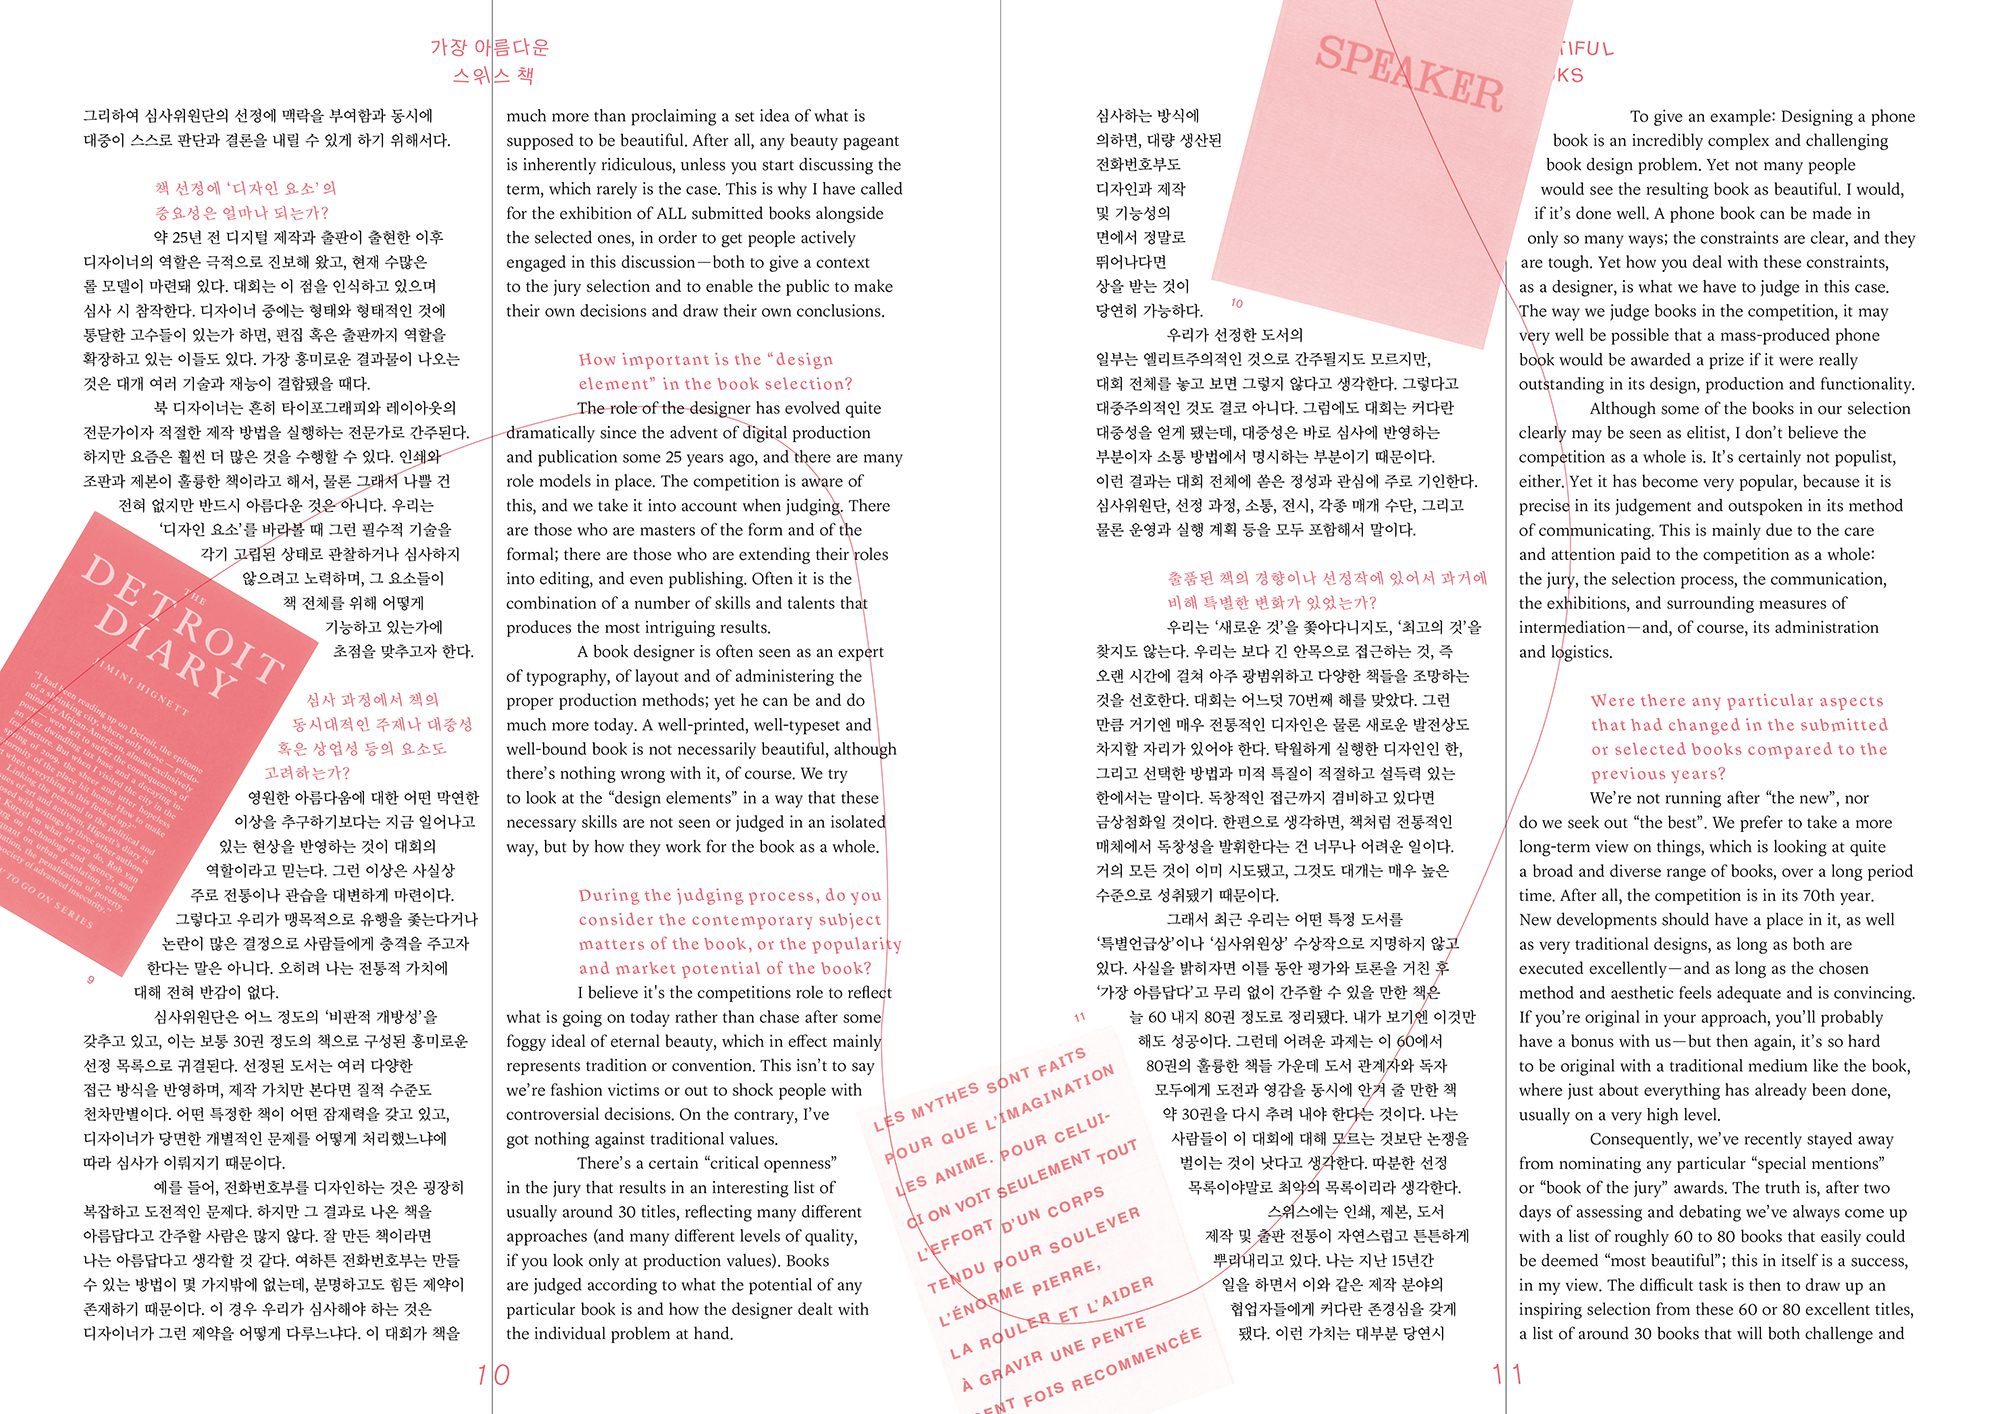 가장 아름다운
스위스 책
그리하여 심사위원단의 선정에 맥락을 부여함과 동시에
대중이 스스로 판단과 결론을 내릴 수 있게 하기 위해서다.
책 선정에 ‘디자인 요소’의
중요성은 얼마나 되는가?
약 25년 전 디지털 제작과 출판이 출현한 이후
디자이너의 역할은 극적으로 진보해 왔고, 현재 수많은
롤 모델이 마련돼 있다. 대회는 이 점을 인식하고 있으며
심사 시 참작한다. 디자이너 중에는 형태와 형태적인 것에
통달한 고수들이 있는가 하면, 편집 혹은 출판까지 역할을
확장하고 있는 이들도 있다. 가장 흥미로운 결과물이 나오는
것은 대개 여러 기술과 재능이 결합됐을 때다.
북 디자이너는 흔히 타이포그래피와 레이아웃의
전문가이자 적절한 제작 방법을 실행하는 전문가로 간주된다.
하지만 요즘은 훨씬 더 많은 것을 수행할 수 있다. 인쇄와
조판과 제본이 훌륭한 책이라고 해서, 물론 그래서 나쁠 건
전혀 없지만 반드시 아름다운 것은 아니다. 우리는
‘디자인 요소’를 바라볼 때 그런 필수적 기술을
각기 고립된 상태로 관찰하거나 심사하지
않으려고 노력하며, 그 요소들이
책 전체를 위해 어떻게
기능하고 있는가에
초점을 맞추고자 한다.
심사 과정에서 책의
동시대적인 주제나 대중성
혹은 상업성 등의 요소도
고려하는가?
영원한 아름다움에 대한 어떤 막연한
이상을 추구하기보다는 지금 일어나고
있는 현상을 반영하는 것이 대회의
역할이라고 믿는다. 그런 이상은 사실상
주로 전통이나 관습을 대변하게 마련이다.
그렇다고 우리가 맹목적으로 유행을 좇는다거나
논란이 많은 결정으로 사람들에게 충격을 주고자
한다는 말은 아니다. 오히려 나는 전통적 가치에
대해 전혀 반감이 없다.
심사위원단은 어느 정도의 ‘비판적 개방성’을
갖추고 있고, 이는 보통 30권 정도의 책으로 구성된 흥미로운
선정 목록으로 귀결된다. 선정된 도서는 여러 다양한
접근 방식을 반영하며, 제작 가치만 본다면 질적 수준도
천차만별이다. 어떤 특정한 책이 어떤 잠재력을 갖고 있고,
디자이너가 당면한 개별적인 문제를 어떻게 처리했느냐에
따라 심사가 이뤄지기 때문이다.
예를 들어, 전화번호부를 디자인하는 것은 굉장히
복잡하고 도전적인 문제다. 하지만 그 결과로 나온 책을
아름답다고 간주할 사람은 많지 않다. 잘 만든 책이라면
나는 아름답다고 생각할 것 같다. 여하튼 전화번호부는 만들
수 있는 방법이 몇 가지밖에 없는데, 분명하고도 힘든 제약이
존재하기 때문이다. 이 경우 우리가 심사해야 하는 것은
디자이너가 그런 제약을 어떻게 다루느냐다. 이 대회가 책을
THE
DETROIT
DIARY
JIMINI HIGNETT
“I had been reading up on Detroit, the epitome
of a shrinking city, where only those — predo-
minantly African-American, almost exclusively
poor — were left to suffer the consequences of
9
much more than proclaiming a set idea of what is
supposed to be beautiful. After all, any beauty pageant
is inherently ridiculous, unless you start discussing the
term, which rarely is the case. This is why I have called
for the exhibition of ALL submitted books alongside
the selected ones, in order to get people actively
engaged in this discussion—both to give a context
to the jury selection and to enable the public to make
their own decisions and draw their own conclusions.
How important is the “design
element” in the book selection?
The role of the designer has evolved quite
dramatically since the advent of digital production
and publication some 25 years ago, and there are many
role models in place. The competition is aware of
this, and we take it into account when judging. There
are those who are masters of the form and of the
formal; there are those who are extending their roles
into editing, and even publishing. Often it is the
combination of a number of skills and talents that
produces the most intriguing results.
A book designer is often seen as an expert
of typography, of layout and of administering the
proper production methods; yet he can be and do
much more today. A well-printed, well-typeset and
well-bound book is not necessarily beautiful, although
there’s nothing wrong with it, of course. We try
to look at the “design elements” in a way that these
necessary skills are not seen or judged in an isolated
way, but by how they work for the book as a whole.
During the judging process, do you
consider the contemporary subject
matters of the book, or the popularity
and market potential of the book?
I believe it's the competitions role to reflect
what is going on today rather than chase after some
foggy ideal of eternal beauty, which in effect mainly
represents tradition or convention. This isn’t to say
we’re fashion victims or out to shock people with
controversial decisions. On the contrary, I’ve
got nothing against traditional values.
There’s a certain “critical openness”
in the jury that results in an interesting list of
usually around 30 titles, reflecting many different
approaches (and many different levels of quality,
if you look only at production values). Books
are judged according to what the potential of any
particular book is and how the designer dealt with
the individual problem at hand.
10
심사하는 방식에
의하면, 대량 생산된
전화번호부도
디자인과 제작
및 기능성의
면에서 정말로
뛰어나다면
상을 받는 것이
당연히 가능하다.
우리가 선정한 도서의
일부는 엘리트주의적인 것으로 간주될지도 모르지만,
대회 전체를 놓고 보면 그렇지 않다고 생각한다. 그렇다고
대중주의적인 것도 결코 아니다. 그럼에도 대회는 커다란
대중성을 얻게 됐는데, 대중성은 바로 심사에 반영하는
부분이자 소통 방법에서 명시하는 부분이기 때문이다.
이런 결과는 대회 전체에 쏟은 정성과 관심에 주로 기인한다.
심사위원단, 선정 과정, 소통, 전시, 각종 매개 수단, 그리고
물론 운영과 실행 계획 등을 모두 포함해서 말이다.
출품된 책의 경향이나 선정작에 있어서 과거에
비해 특별한 변화가 있었는가?
우리는 ‘새로운 것’을 쫓아다니지도, ‘최고의 것’을
찾지도 않는다. 우리는 보다 긴 안목으로 접근하는 것, 즉
오랜 시간에 걸쳐 아주 광범위하고 다양한 책들을 조망하는
것을 선호한다. 대회는 어느덧 70번째 해를 맞았다. 그런
만큼 거기엔 매우 전통적인 디자인은 물론 새로운 발전상도
차지할 자리가 있어야 한다. 탁월하게 실행한 디자인인 한,
그리고 선택한 방법과 미적 특질이 적절하고 설득력 있는
한에서는 말이다. 독창적인 접근까지 겸비하고 있다면
금상첨화일 것이다. 한편으로 생각하면, 책처럼 전통적인
매체에서 독창성을 발휘한다는 건 너무나 어려운 일이다.
거의 모든 것이 이미 시도됐고, 그것도 대개는 매우 높은
수준으로 성취됐기 때문이다.
그래서 최근 우리는 어떤 특정 도서를
‘특별언급상’이나 ‘심사위원상’ 수상작으로 지명하지 않고
있다. 사실을 밝히자면 이틀 동안 평가와 토론을 거친 후
‘가장 아름답다’고 무리 없이 간주할 수 있을 만한 책은
늘 60 내지 80권 정도로 정리됐다. 내가 보기엔 이것만
해도 성공이다. 그런데 어려운 과제는 이 60에서
80권의 훌륭한 책들 가운데 도서 관계자와 독자
모두에게 도전과 영감을 동시에 안겨 줄 만한 책
약 30권을 다시 추려 내야 한다는 것이다. 나는
사람들이 이 대회에 대해 모르는 것보단 논쟁을
벌이는 것이 낫다고 생각한다. 따분한 선정
목록이야말로 최악의 목록이리라 생각한다.
스위스에는 인쇄, 제본, 도서
제작 및 출판 전통이 자연스럽고 튼튼하게
뿌리내리고 있다. 나는 지난 15년간
일을 하면서 이와 같은 제작 분야의
협업자들에게 커다란 존경심을 갖게
됐다. 이런 가치는 대부분 당연시
SPEAKER
10
11
LES MYTHES SONT FAITS
POUR QUE L’IMAGINATION
LES ANIME. POUR CELUI-
CI ON VOIT SEULEMENT TOUT
L’EFFORT D’UN CORPS
TENDU POUR SOULEVER
L’ÉNORME PIERRE,
LA ROULER ET L’AIDER
À GRAVIR UNE PENTE
CENT FOIS RECOMMENCÉE
TIFUL
OKS
To give an example: Designing a phone
book is an incredibly complex and challenging
book design problem. Yet not many people
would see the resulting book as beautiful. I would,
if it’s done well. A phone book can be made in
only so many ways; the constraints are clear, and they
are tough. Yet how you deal with these constraints,
as a designer, is what we have to judge in this case.
The way we judge books in the competition, it may
very well be possible that a mass-produced phone
book would be awarded a prize if it were really
outstanding in its design, production and functionality.
Although some of the books in our selection
clearly may be seen as elitist, I don’t believe the
competition as a whole is. It’s certainly not populist,
either. Yet it has become very popular, because it is
precise in its judgement and outspoken in its method
of communicating. This is mainly due to the care
and attention paid to the competition as a whole:
the jury, the selection process, the communication,
the exhibitions, and surrounding measures of
intermediation—and, of course, its administration
and logistics.
Were there any particular aspects
that had changed in the submitted
or selected books compared to the
previous years?
We’re not running after “the new”, nor
do we seek out “the best”. We prefer to take a more
long-term view on things, which is looking at quite
a broad and diverse range of books, over a long period
time. After all, the competition is in its 70th year.
New developments should have a place in it, as well
as very traditional designs, as long as both are
executed excellently—and as long as the chosen
method and aesthetic feels adequate and is convincing.
If you’re original in your approach, you’ll probably
have a bonus with us—but then again, it’s so hard
to be original with a traditional medium like the book,
where just about everything has already been done,
usually on a very high level.
Consequently, we’ve recently stayed away
from nominating any particular “special mentions”
or “book of the jury” awards. The truth is, after two
days of assessing and debating we’ve always come up
with a list of roughly 60 to 80 books that easily could
be deemed “most beautiful”; this in itself is a success,
in my view. The difficult task is then to draw up an
inspiring selection from these 60 or 80 excellent titles,
a list of around 30 books that will both challenge and
11